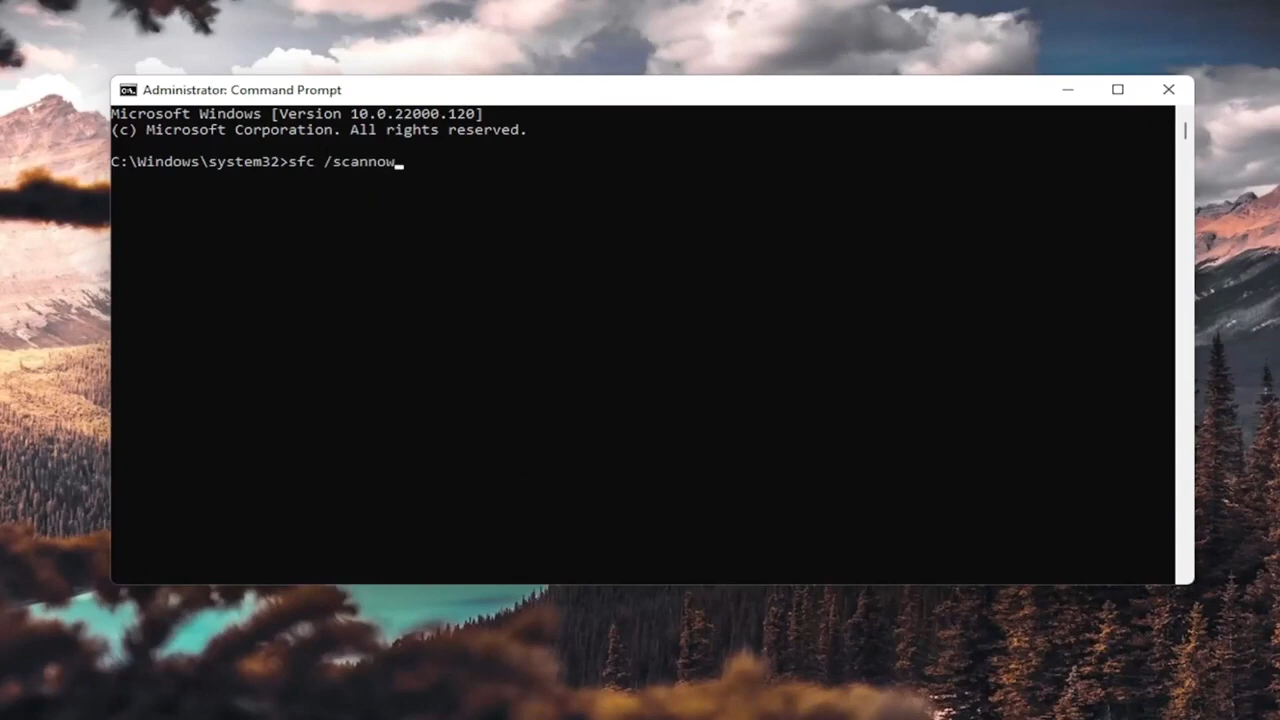 Administrator: Command Prompt
Microsoft Windows [Version 10.0.22000.120]
(c) Microsoft Corporation. All rights reserved.
C:\Windows\system32>sfc /scannow